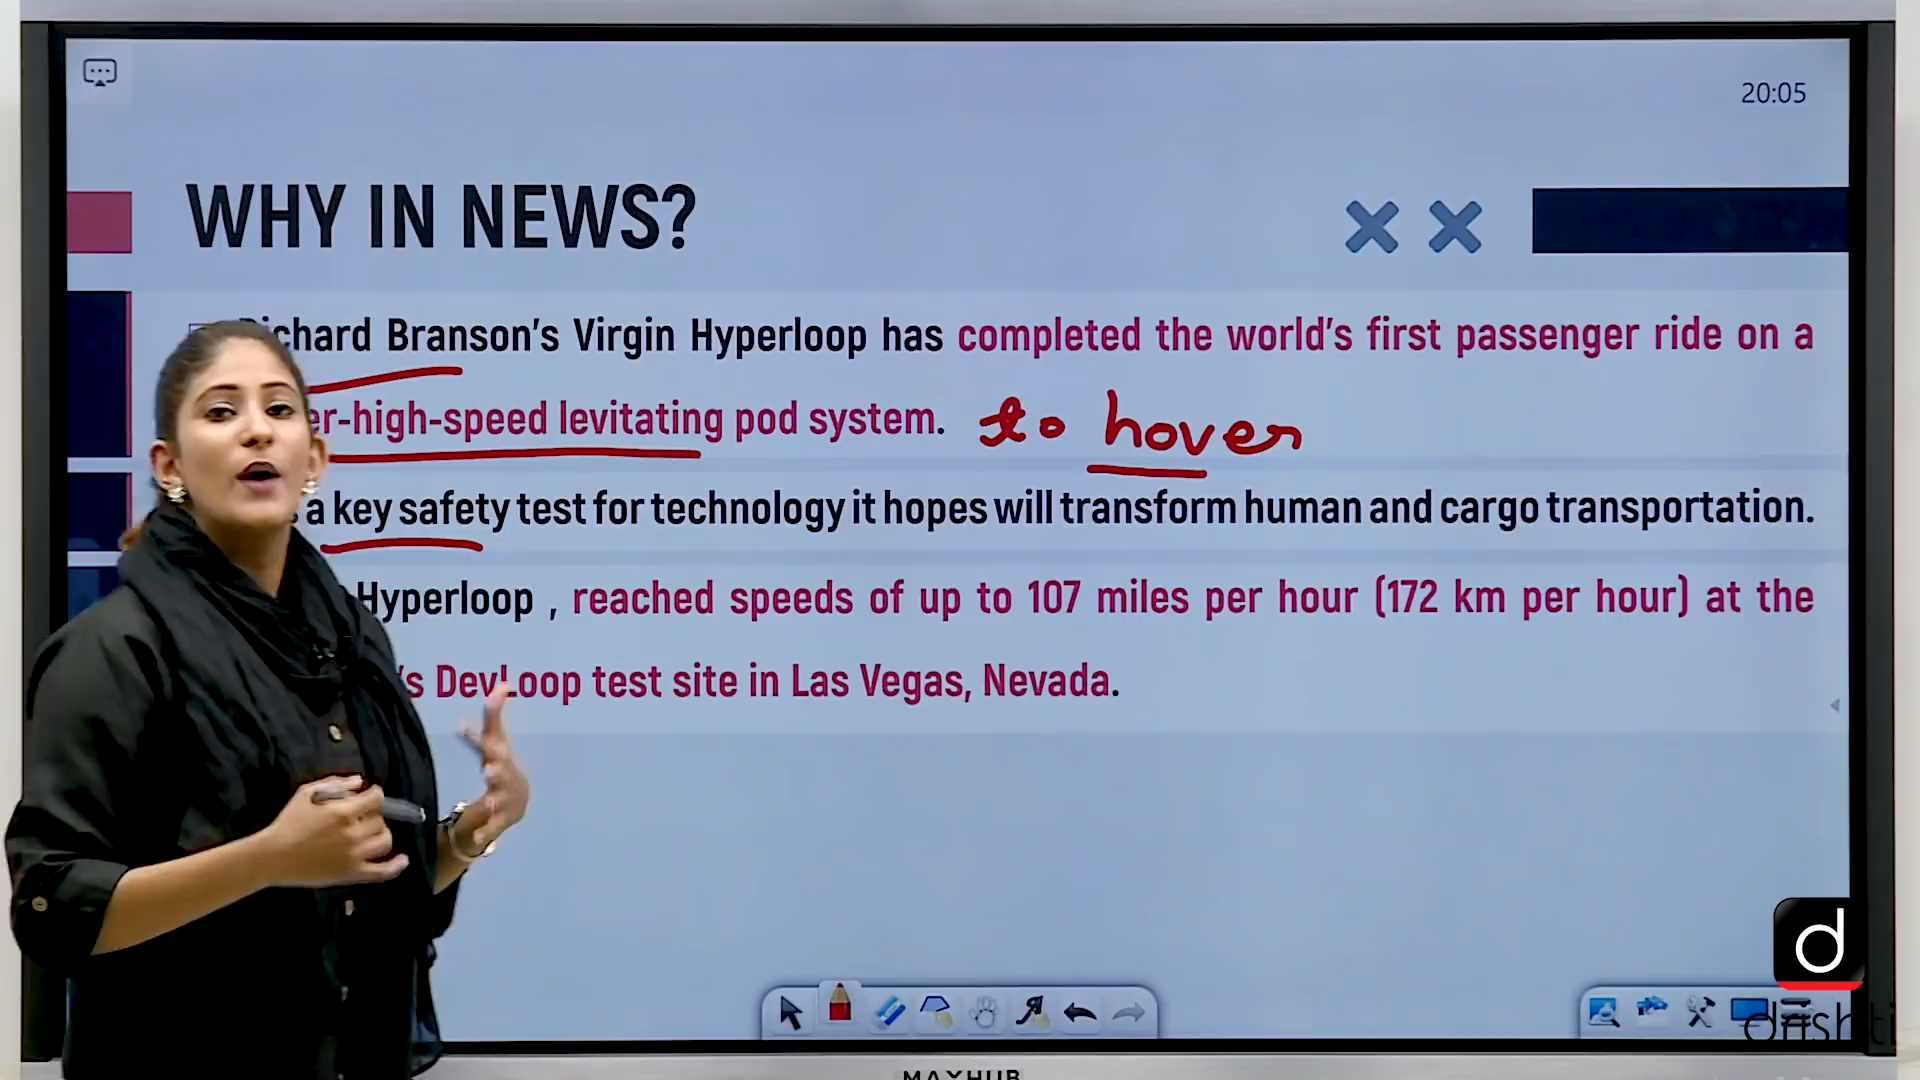 20:05
WHY IN NEWS?
Richard Branson's Virgin Hyperloop has completed the world's first passenger ride on a
er-high-speed levitating pod system. to hover
a key safety test for technology it hopes will transform human and cargo transportation.
Hyperloop , reached speeds of up to 107 miles per hour (172 km per hour) at the
's DevLoop test site in Las Vegas, Nevada.
d
drishti
MAXHUB